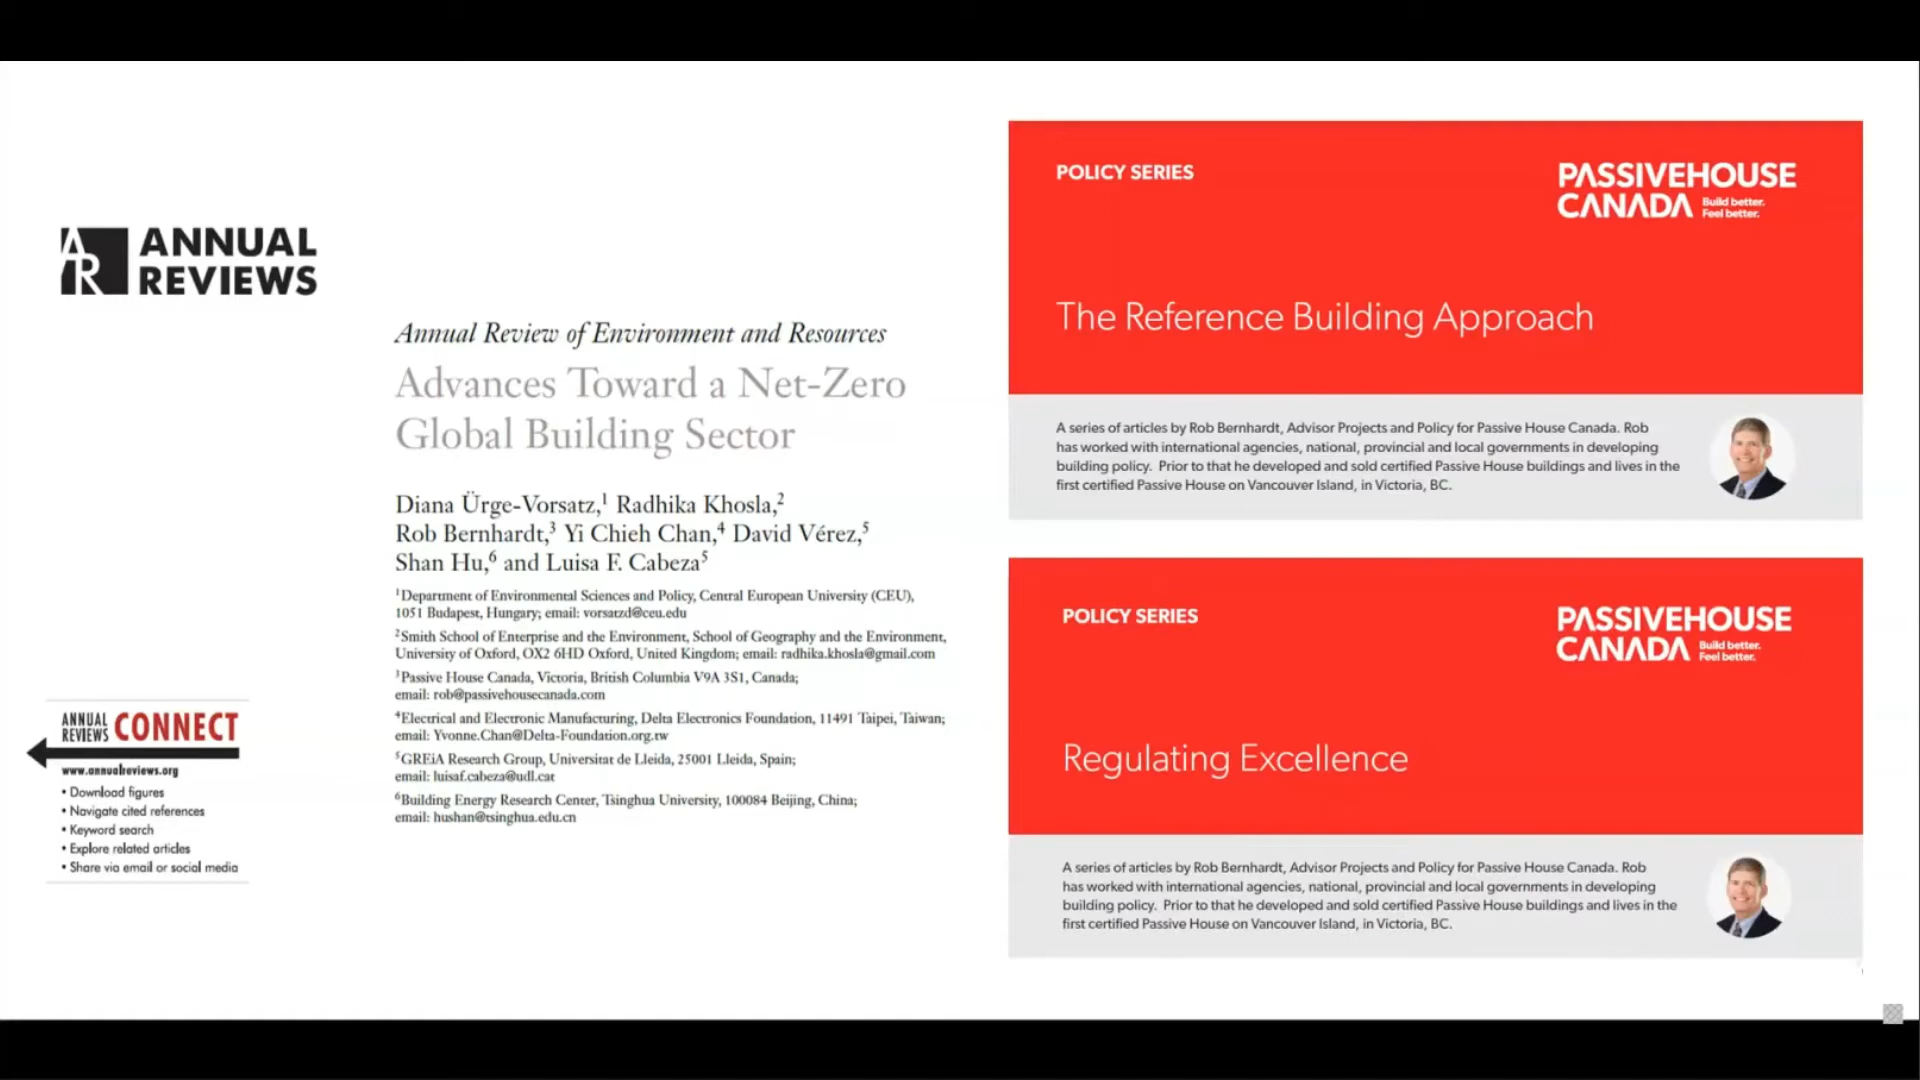 AR ANNUAL
REVIEWS
Annual Review of Environment and Resources
Advances Toward a Net-Zero
Global Building Sector
Diana Ürge-Vorsatz,¹ Radhika Khosla,²
Rob Bernhardt,³ Yi Chieh Chan,⁴ David Vérez,⁵
Shan Hu,⁶ and Luisa F. Cabeza⁵
¹Department of Environmental Sciences and Policy, Central European University (CEU),
1051 Budapest, Hungary; email: vorsatzd@ceu.edu
²Smith School of Enterprise and the Environment, School of Geography and the Environment,
University of Oxford, OX2 6HD Oxford, United Kingdom; email: radhika.khosla@gmail.com
³Passive House Canada, Victoria, British Columbia V9A 3S1, Canada;
email: rob@passivehousecanada.com
⁴Electrical and Electronic Manufacturing, Delta Electronics Foundation, 11491 Taipei, Taiwan;
email: Yvonne.Chan@Delta-Foundation.org.tw
⁵GREiA Research Group, Universitat de Lleida, 25001 Lleida, Spain;
email: luisaf.cabeza@udl.cat
⁶Building Energy Research Center, Tsinghua University, 100084 Beijing, China;
email: hushan@tsinghua.edu.cn
ANNUAL REVIEWS CONNECT
www.annualreviews.org
• Download figures
• Navigate cited references
• Keyword search
• Explore related articles
• Share via email or social media
POLICY SERIES
PASSIVEHOUSE
CANADA Build better.
Feel better.
The Reference Building Approach
A series of articles by Rob Bernhardt, Advisor Projects and Policy for Passive House Canada. Rob
has worked with international agencies, national, provincial and local governments in developing
building policy. Prior to that he developed and sold certified Passive House buildings and lives in the
first certified Passive House on Vancouver Island, in Victoria, BC.
POLICY SERIES
PASSIVEHOUSE
CANADA Build better.
Feel better.
Regulating Excellence
A series of articles by Rob Bernhardt, Advisor Projects and Policy for Passive House Canada. Rob
has worked with international agencies, national, provincial and local governments in developing
building policy. Prior to that he developed and sold certified Passive House buildings and lives in the
first certified Passive House on Vancouver Island, in Victoria, BC.